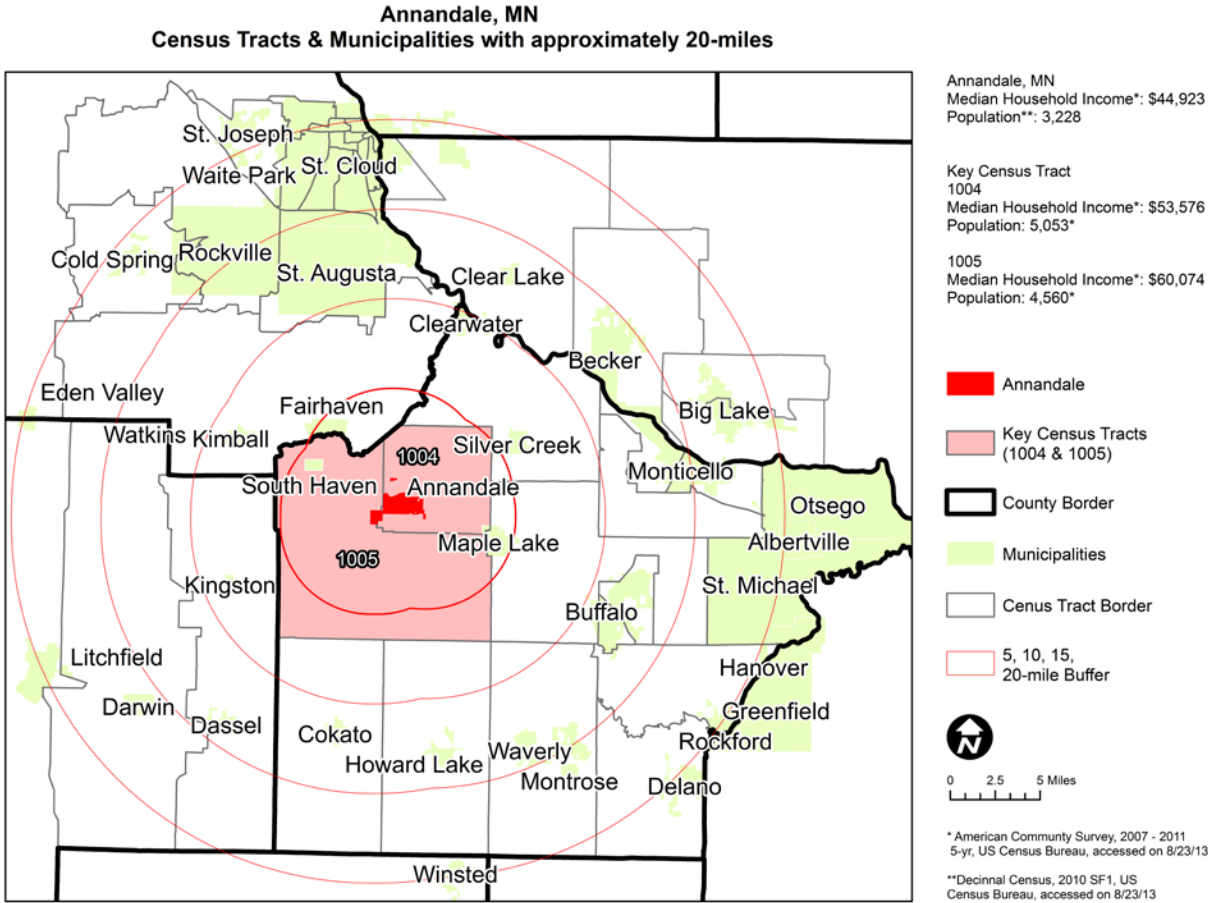 Annandale, MN
Census Tracts & Municipalities with approximately 20-miles
Annandale, MN
Median Household Income*: $44,923
Population**: 3,228
Key Census Tract
1004
Median Household Income*: $53,576
Population: 5,053*
1005
Median Household Income*: $60,074
Population: 4,560*
St. Joseph
Waite Park
St. Cloud
Cold Spring
Rockville
St. Augusta
Clear Lake
Clearwater
Becker
Eden Valley
Fairhaven
Big Lake
Watkins
Kimball
Silver Creek
1004
Monticello
South Haven
Annandale
Otsego
Maple Lake
Albertville
1005
Kingston
St. Michael
Buffalo
Litchfield
Hanover
Darwin
Greenfield
Dassel
Cokato
Rockford
Howard Lake
Waverly
Montrose
Delano
Winsted
Annandale
Key Census Tracts
(1004 & 1005)
County Border
Municipalities
Cenus Tract Border
5, 10, 15,
20-mile Buffer
N
0 2.5 5 Miles
* American Communty Survey, 2007 - 2011
5-yr, US Census Bureau, accessed on 8/23/13
**Decinnal Census, 2010 SF1, US
Census Bureau, accessed on 8/23/13